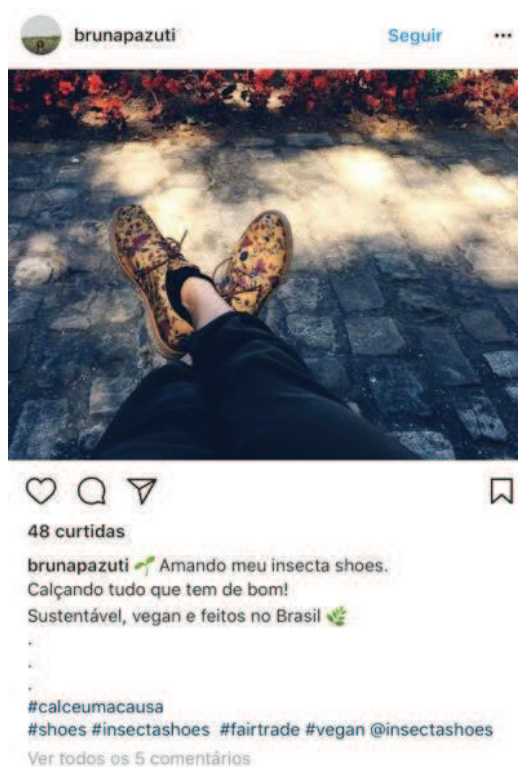 brunapazuti
Seguir
48 curtidas
brunapazuti 🌱 Amando meu insecta shoes.
Calçando tudo que tem de bom!
Sustentável, vegan e feitos no Brasil 🌿
.
.
.
#calceumacausa
#shoes #insectashoes #fairtrade #vegan @insectashoes
Ver todos os 5 comentários